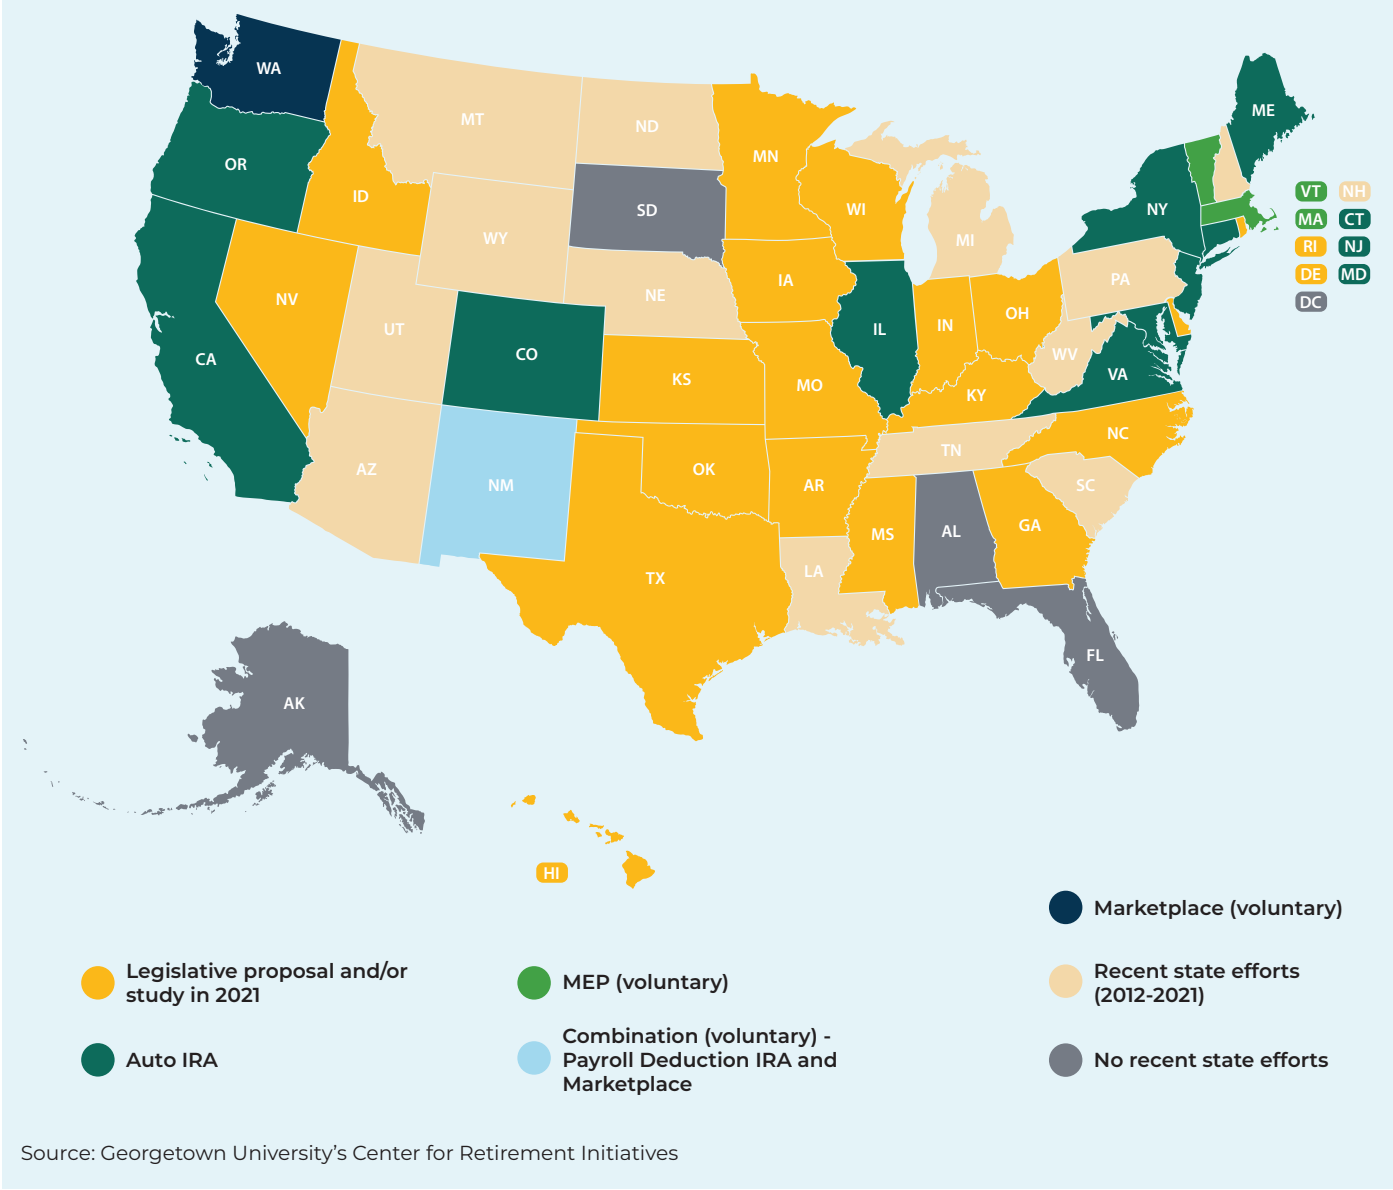 WA
ME
MT
ND
OR
MN
ID
SD
WI
NY
VT NH
MA CT
RI NJ
DE MD
DC
WY
MI
NE
IA
PA
NV
UT
CO
IL
IN
OH
WV
CA
KS
MO
KY
VA
AZ
NM
OK
AR
TN
NC
SC
MS
AL
GA
TX
LA
FL
AK
HI
Marketplace (voluntary)
Legislative proposal and/or
study in 2021
MEP (voluntary)
Recent state efforts
(2012-2021)
Auto IRA
Combination (voluntary) -
Payroll Deduction IRA and
Marketplace
No recent state efforts
Source: Georgetown University’s Center for Retirement Initiatives